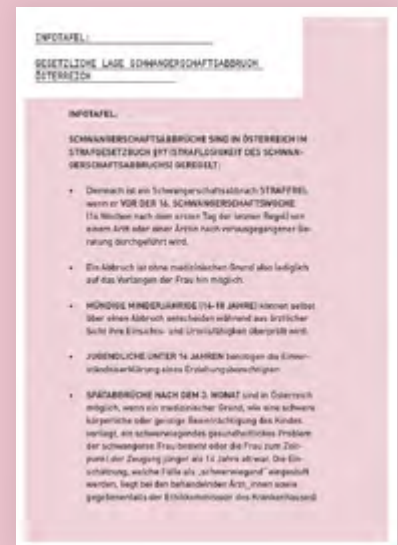 INFOTAFEL:
GESETZLICHE LAGE SCHWANGERSCHAFTSABBRUCH
ÖSTERREICH
INFOTAFEL:
SCHWANGERSCHAFTSABBRÜCHE SIND IN ÖSTERREICH IM
STRAFGESETZBUCH §97 (STRAFLOSIGKEIT DES SCHWAN-
GERSCHAFTSABBRUCHS) GEREGELT:
• Demnach ist ein Schwangerschaftsabbruch STRAFFREI,
wenn er VOR DER 16. SCHWANGERSCHAFTSWOCHE
(16 Wochen nach dem ersten Tag der letzten Regel) von
einem Arzt oder einer Ärztin nach vorausgegangener Be-
ratung durchgeführt wird.
• Ein Abbruch ist ohne medizinischen Grund also lediglich
auf das Verlangen der Frau hin möglich.
• MÜNDIGE MINDERJÄHRIGE (14-18 JAHRE) können selbst
über einen Abbruch entscheiden während aus ärztlicher
Sicht ihre Einsichts- und Urteilsfähigkeit überprüft wird.
• JUGENDLICHE UNTER 14 JAHREN benötigen die Einver-
ständniserklärung eines Erziehungsberechtigten.
• SPÄTABBRÜCHE NACH DEM 3. MONAT sind in Österreich
möglich, wenn ein medizinischer Grund, wie eine schwere
körperliche oder geistige Beeinträchtigung des Kindes
vorliegt, ein schwerwiegendes gesundheitliches Problem
der schwangeren Frau besteht oder die Frau zum Zeit-
punkt der Zeugung jünger als 14 Jahre alt war. Die Ein-
schätzung, welche Fälle als „schwerwiegend" eingestuft
werden, liegt bei den behandelnden Ärzt_innen sowie
gegebenenfalls der Ethikkommission des Krankenhauses.